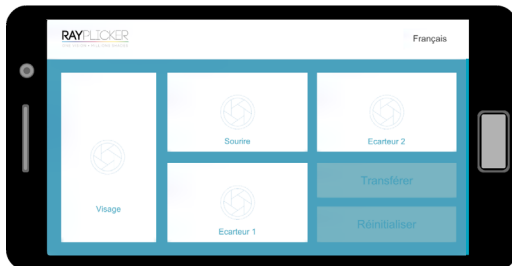 RAYPLICKER
Français
Sourire
Ecarteur 2
Visage
Ecarteur 1
Transférer
Réinitialiser